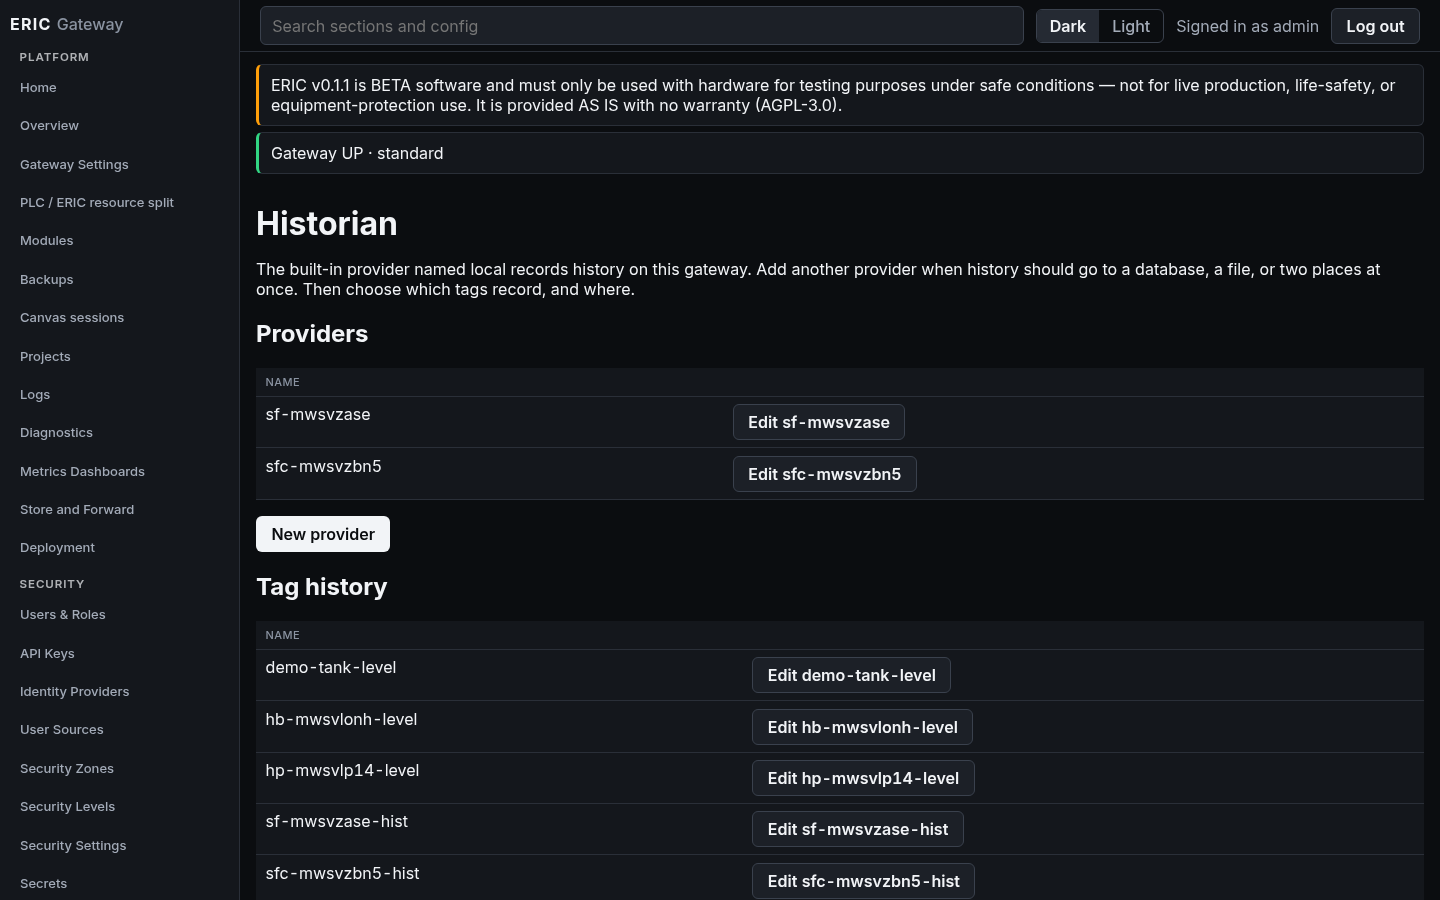 ERIC Gateway
Search sections and config
Dark
Light
Signed in as admin
Log out
PLATFORM
Home
Overview
Gateway Settings
PLC / ERIC resource split
Modules
Backups
Canvas sessions
Projects
Logs
Diagnostics
Metrics Dashboards
Store and Forward
Deployment
SECURITY
Users & Roles
API Keys
Identity Providers
User Sources
Security Zones
Security Levels
Security Settings
Secrets
ERIC v0.1.1 is BETA software and must only be used with hardware for testing purposes under safe conditions — not for live production, life-safety, or
equipment-protection use. It is provided AS IS with no warranty (AGPL-3.0).
Gateway UP · standard
Historian
The built-in provider named local records history on this gateway. Add another provider when history should go to a database, a file, or two places at
once. Then choose which tags record, and where.
Providers
NAME
sf-mwsvzase
Edit sf-mwsvzase
sfc-mwsvzbn5
Edit sfc-mwsvzbn5
New provider
Tag history
NAME
demo-tank-level
Edit demo-tank-level
hb-mwsvlonh-level
Edit hb-mwsvlonh-level
hp-mwsvlp14-level
Edit hp-mwsvlp14-level
sf-mwsvzase-hist
Edit sf-mwsvzase-hist
sfc-mwsvzbn5-hist
Edit sfc-mwsvzbn5-hist